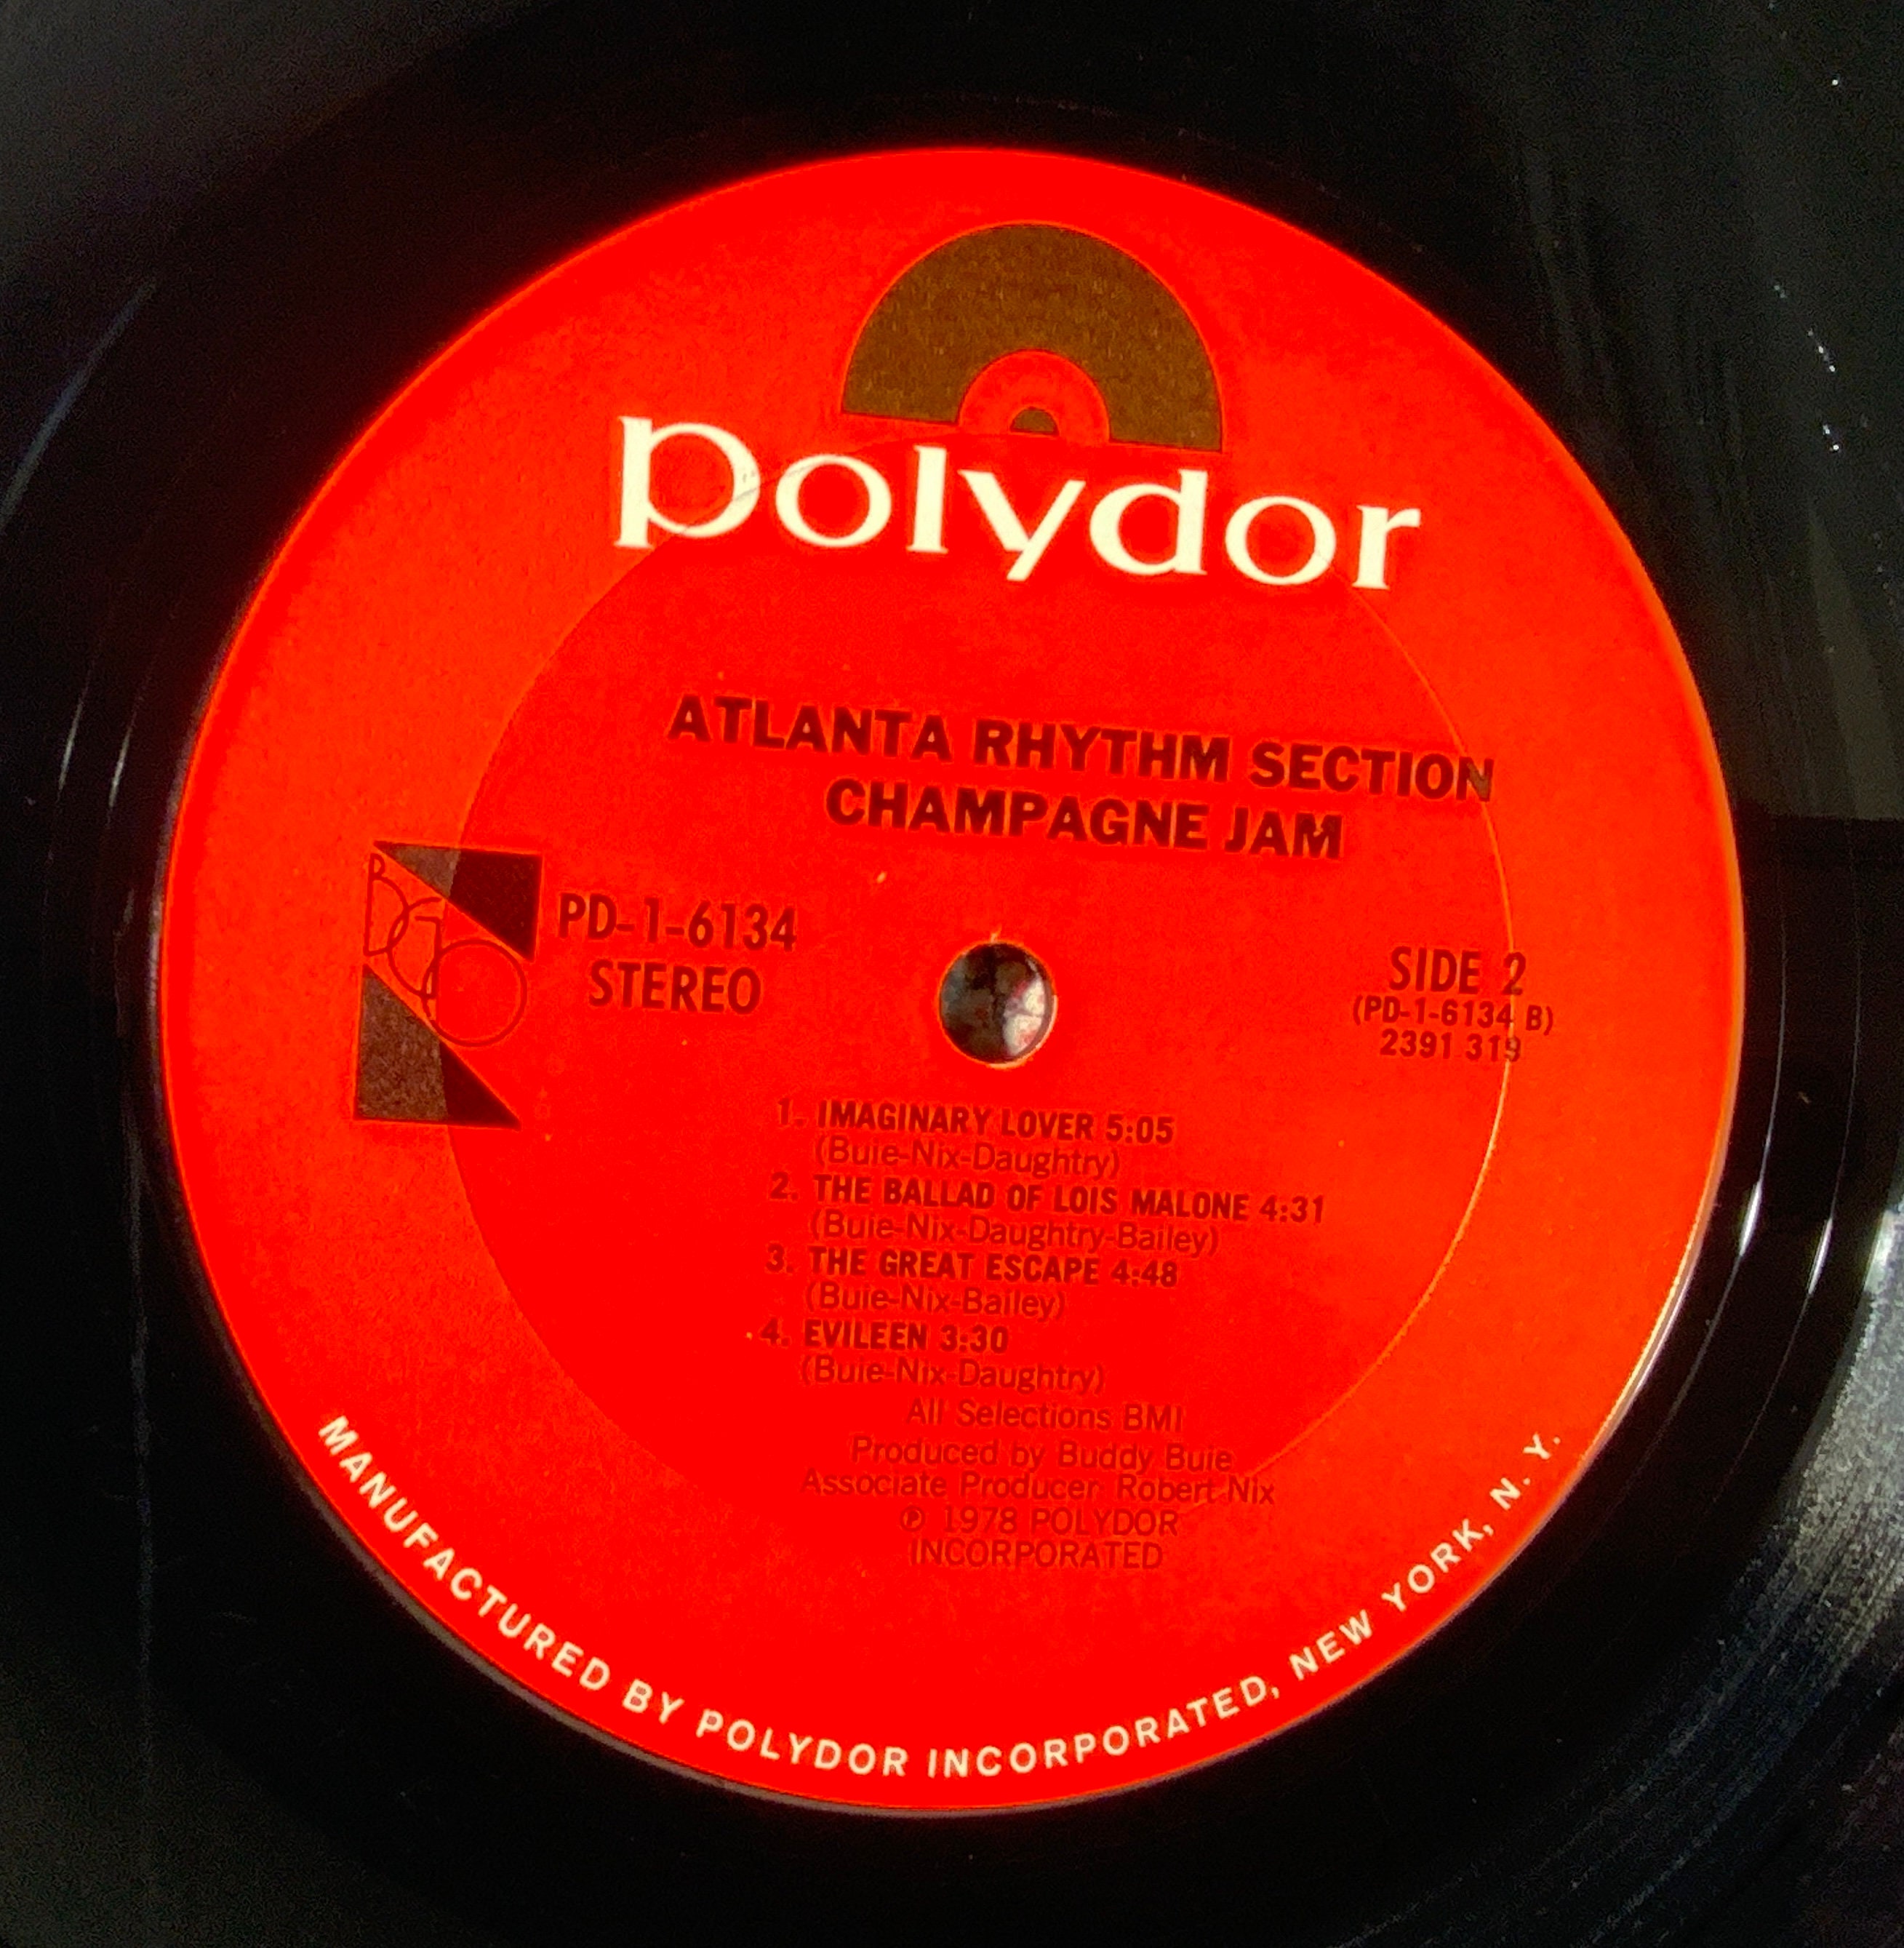 polydor
ATLANTA RHYTHM SECTION
CHAMPAGNE JAM
BGO
PD-1-6134
STEREO
SIDE 2
(PD-1-6134 B)
2391 319
1. IMAGINARY LOVER 5:05
(Buie-Nix-Daughtry)
2. THE BALLAD OF LOIS MALONE 4:31
(Buie-Nix-Daughtry-Bailey)
3. THE GREAT ESCAPE 4:48
(Buie-Nix-Bailey)
4. EVILEEN 3:30
(Buie-Nix-Daughtry)
All Selections BMI
Produced by Buddy Buie
Associate Producer Robert Nix
℗ 1978 POLYDOR
INCORPORATED
MANUFACTURED BY POLYDOR INCORPORATED, NEW YORK, N. Y.